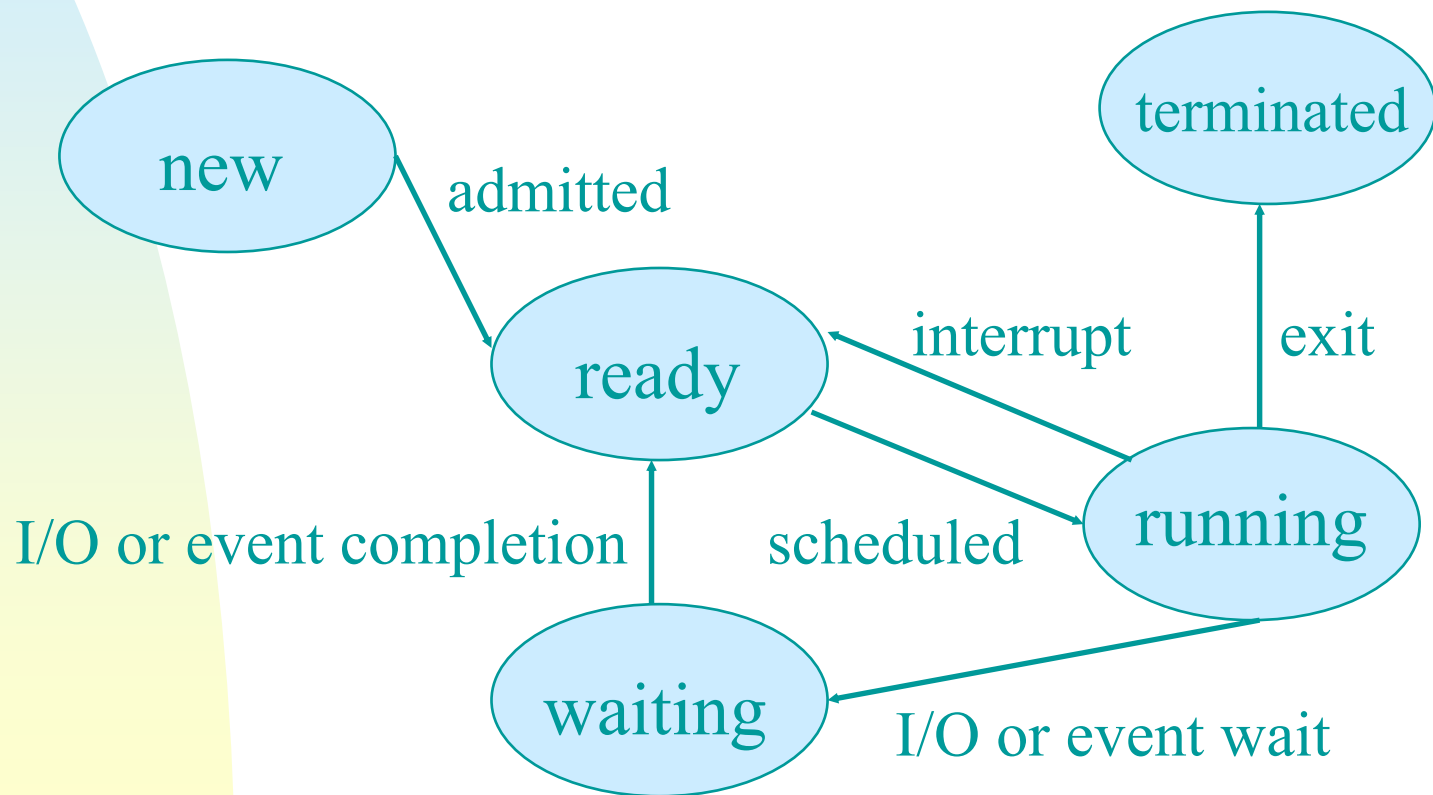 terminated
new
admitted
interrupt
exit
ready
running
I/O or event completion
scheduled
waiting
I/O or event wait